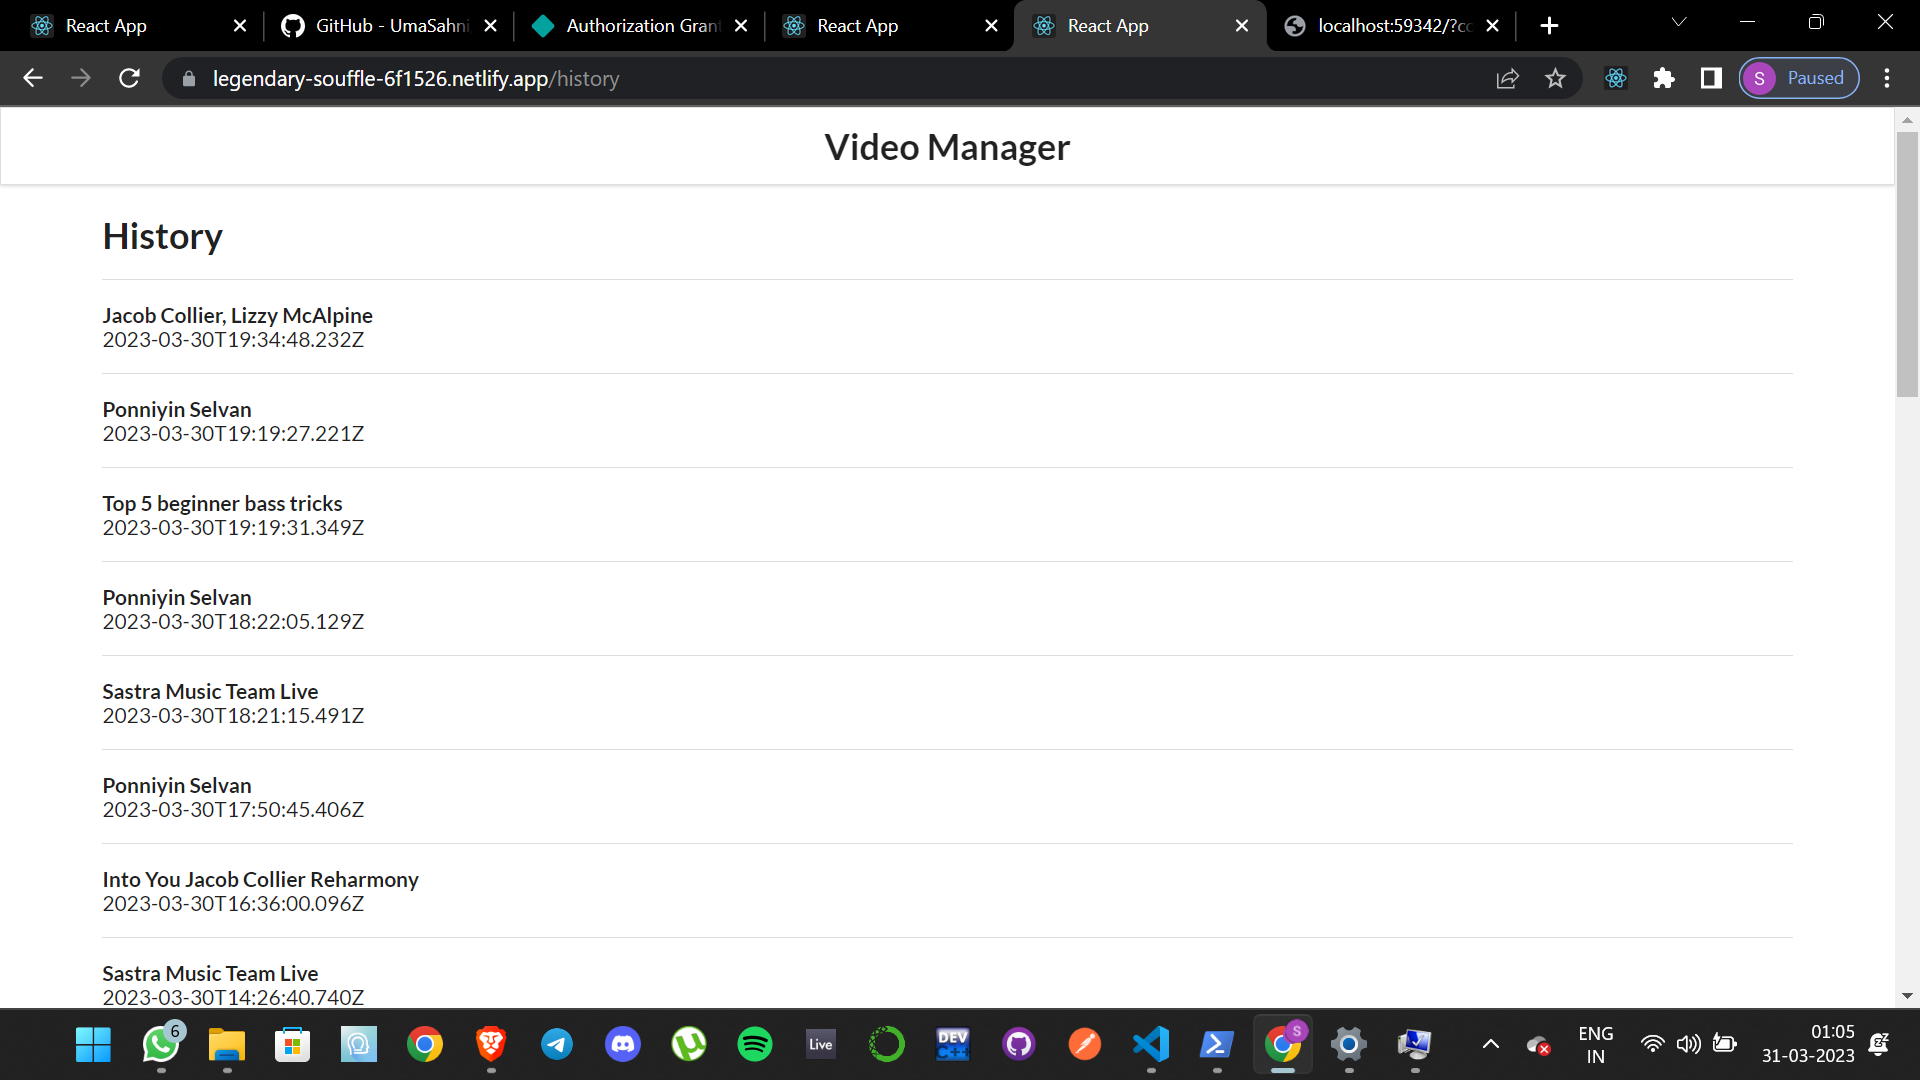 React App
GitHub - UmaSahni
Authorization Grant
React App
React App
localhost:59342/?co
legendary-souffle-6f1526.netlify.app/history
S
Paused
Video Manager
History
Jacob Collier, Lizzy McAlpine
2023-03-30T19:34:48.232Z
Ponniyin Selvan
2023-03-30T19:19:27.221Z
Top 5 beginner bass tricks
2023-03-30T19:19:31.349Z
Ponniyin Selvan
2023-03-30T18:22:05.129Z
Sastra Music Team Live
2023-03-30T18:21:15.491Z
Ponniyin Selvan
2023-03-30T17:50:45.406Z
Into You Jacob Collier Reharmony
2023-03-30T16:36:00.096Z
Sastra Music Team Live
2023-03-30T14:26:40.740Z
6
Live
DEV
C++
S
ENG
IN
01:05
31-03-2023